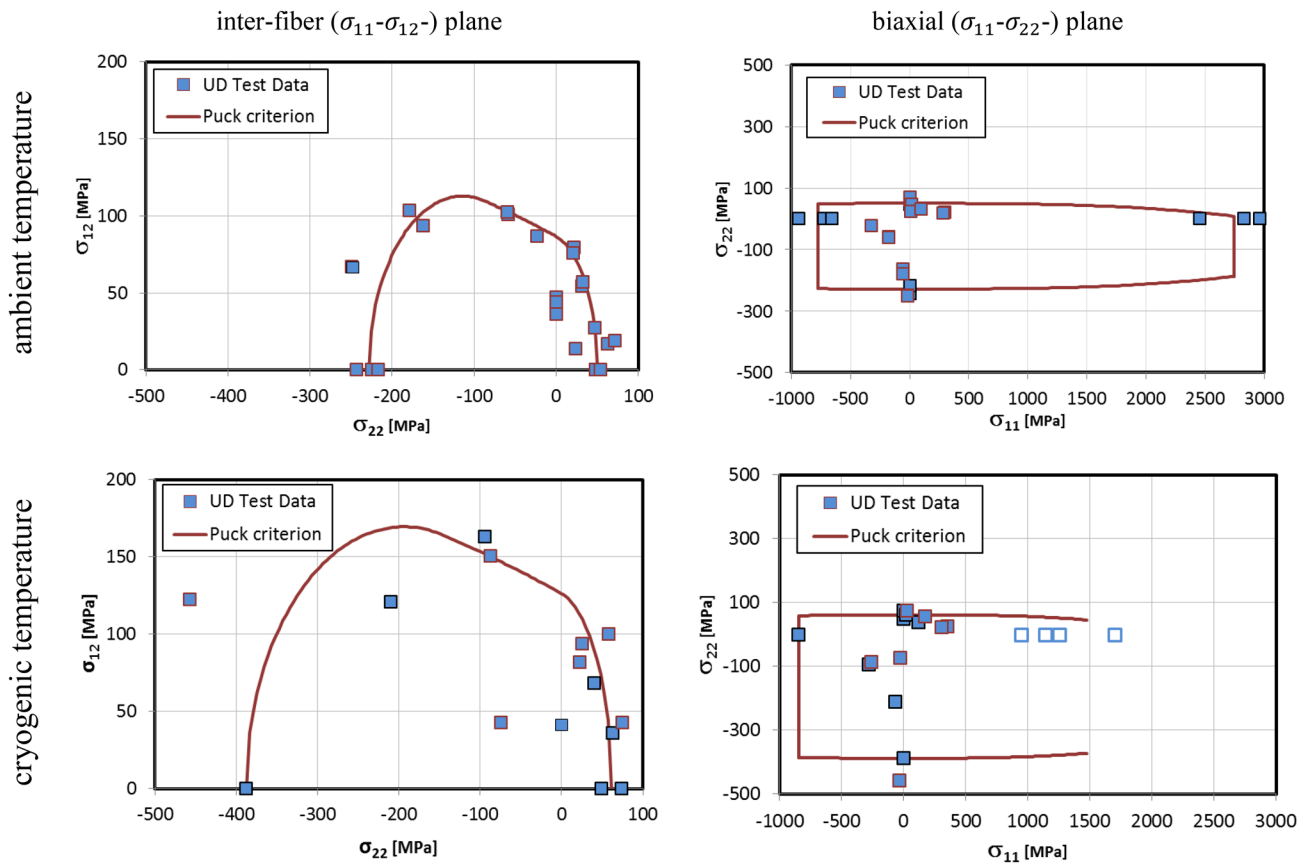 inter-fiber (σ11-σ12-) plane
biaxial (σ11-σ22-) plane
ambient temperature
200
150
100
50
0
σ12 [MPa]
UD Test Data
Puck criterion
-500
-400
-300
-200
-100
0
100
σ22 [MPa]
500
300
100
-100
-300
-500
σ22 [MPa]
UD Test Data
Puck criterion
-1000
-500
0
500
1000
1500
2000
2500
3000
σ11 [MPa]
cryogenic temperature
200
150
100
50
0
σ12 [MPa]
UD Test Data
Puck criterion
-500
-400
-300
-200
-100
0
100
σ22 [MPa]
500
300
100
-100
-300
-500
σ22 [MPa]
UD Test Data
Puck criterion
-1000
-500
0
500
1000
1500
2000
2500
3000
σ11 [MPa]